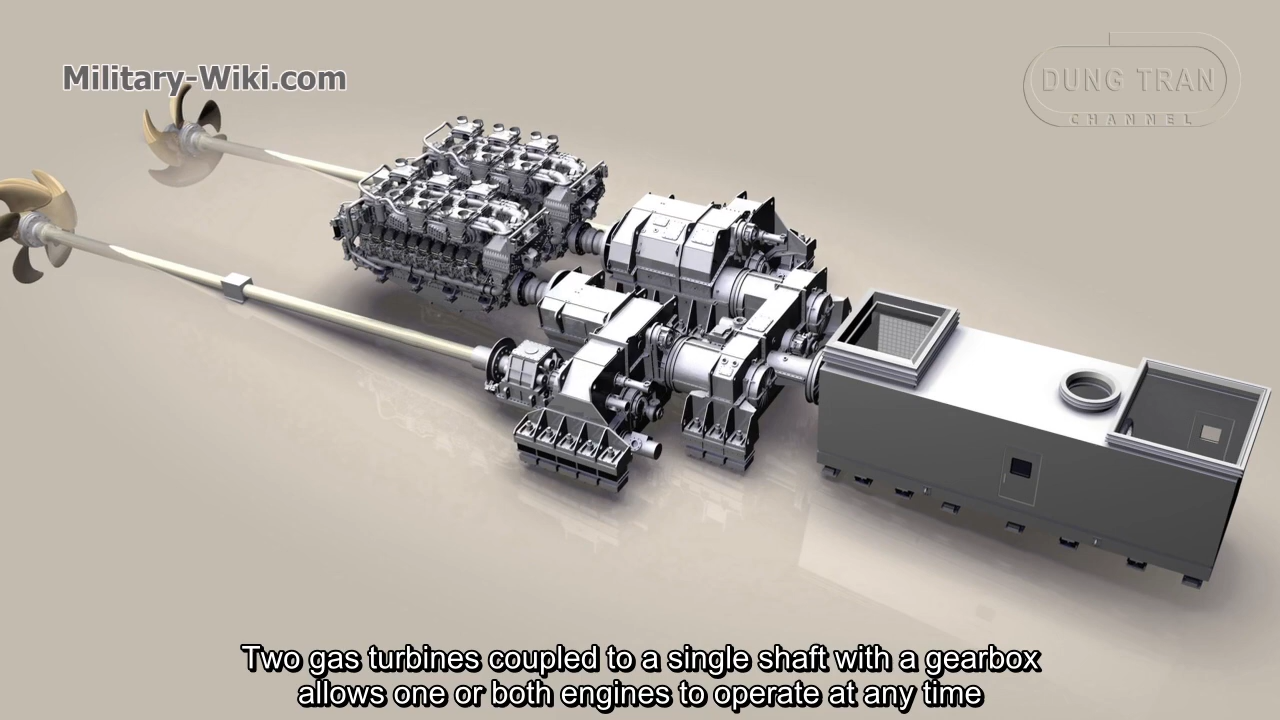 Military-Wiki.com
DUNG TRAN
CHANNEL
Two gas turbines coupled to a single shaft with a gearbox
allows one or both engines to operate at any time